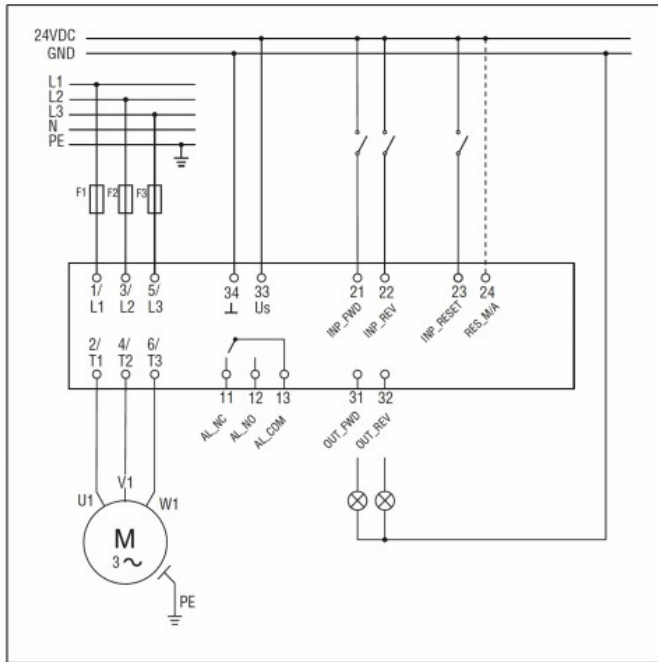 24VDC
GND
L1
L2
L3
N
PE
F1 F2 F3
1/ 3/ 5/ 34 33 21 22 23 24
L1 L2 L3 ⊥ Us
INP_FWD INP_REV INP_RESET RES_M/A
2/ 4/ 6/
T1 T2 T3
11 12 13 31 32
AL_NC AL_NO AL_COM OUT_FWD OUT_REV
U1 V1 W1
M
3~
PE